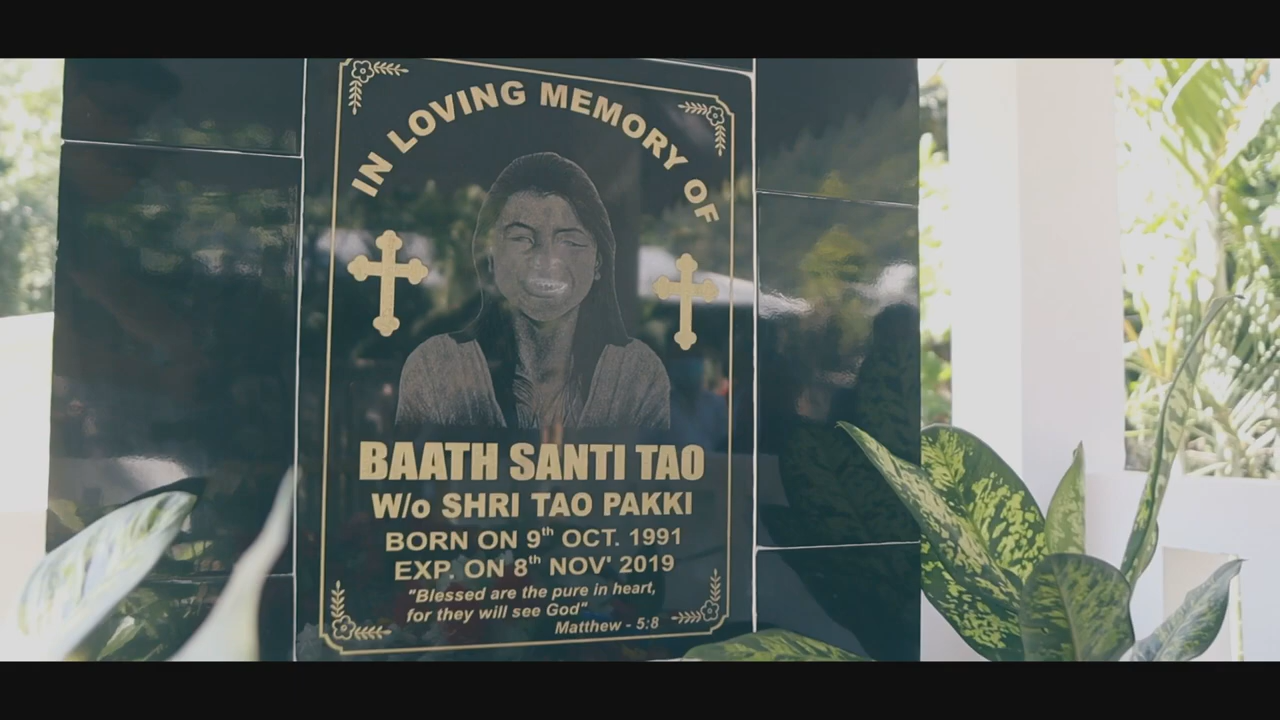 IN LOVING MEMORY OF
BAATH SANTI TAO
W/o SHRI TAO PAKKI
BORN ON 9th OCT. 1991
EXP. ON 8th NOV' 2019
"Blessed are the pure in heart,
for they will see God"
Matthew - 5:8